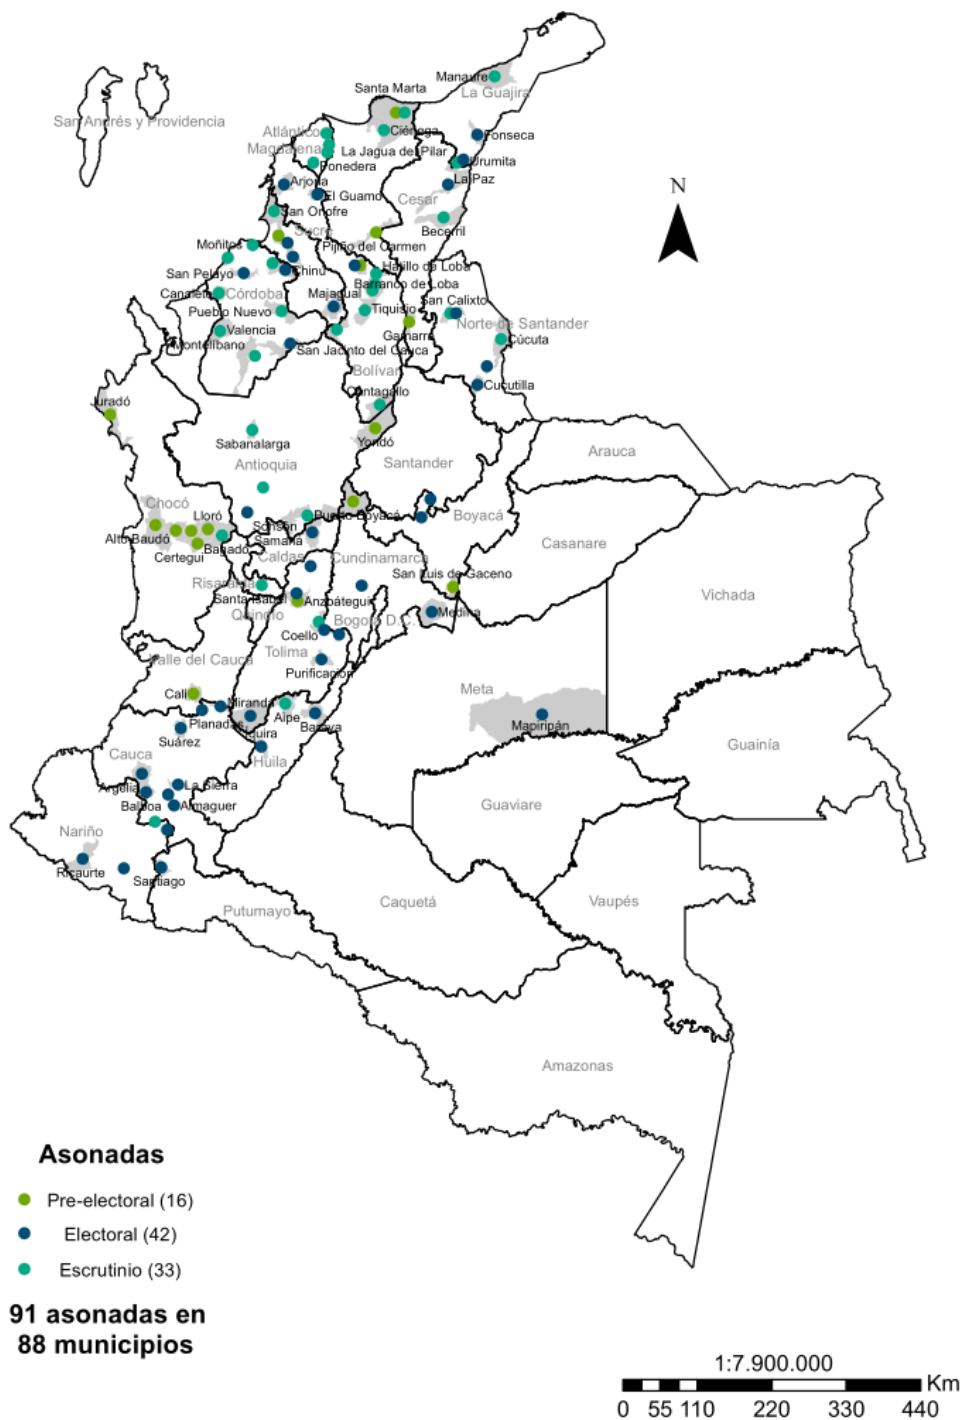 Manaure
La Guajira
Santa Marta
San Andrés y Providencia
Ciénega
Fonseca
Atlántico
Magdalena
La Jagua del Pilar
Urumita
Ponedera
La Paz
Arjona
El Guamo
Cesar
San Onofre
Becerril
Sucre
Moñitos
Pijiño del Carmen
San Pelayo
Chinú
Hatillo de Loba
Barranco de Loba
Canalete
Córdoba
Majagual
San Calixto
Pueblo Nuevo
Tiquisio
Norte de Santander
Valencia
Gamarra
Cúcuta
Montelíbano
San Jacinto del Cauca
Bolívar
Cucutilla
Cantagallo
Juradó
Sabanalarga
Yondó
Arauca
Antioquia
Santander
Chocó
Lloró
Puerto Boyacá
Boyacá
Alto Baudó
Sonsón
Samaná
Casanare
Bagadó
Certegui
Caldas
Cundinamarca
San Luis de Gaceno
Risaralda
Santa Isabel
Anzoátegui
Vichada
Quindío
Medina
Bogotá D.C.
Coello
Tolima
Valle del Cauca
Purificación
Cali
Meta
Miranda
Planadas
Aipe
Baraya
Mapiripán
Suárez
Iquira
Guainía
Cauca
Huila
Argelia
La Sierra
Balboa
Almaguer
Guaviare
Nariño
Ricaurte
Santiago
Caquetá
Vaupés
Putumayo
Amazonas
N
Asonadas
Pre-electoral (16)
Electoral (42)
Escrutinio (33)
91 asonadas en
88 municipios
1:7.900.000
Km
0 55 110 220 330 440